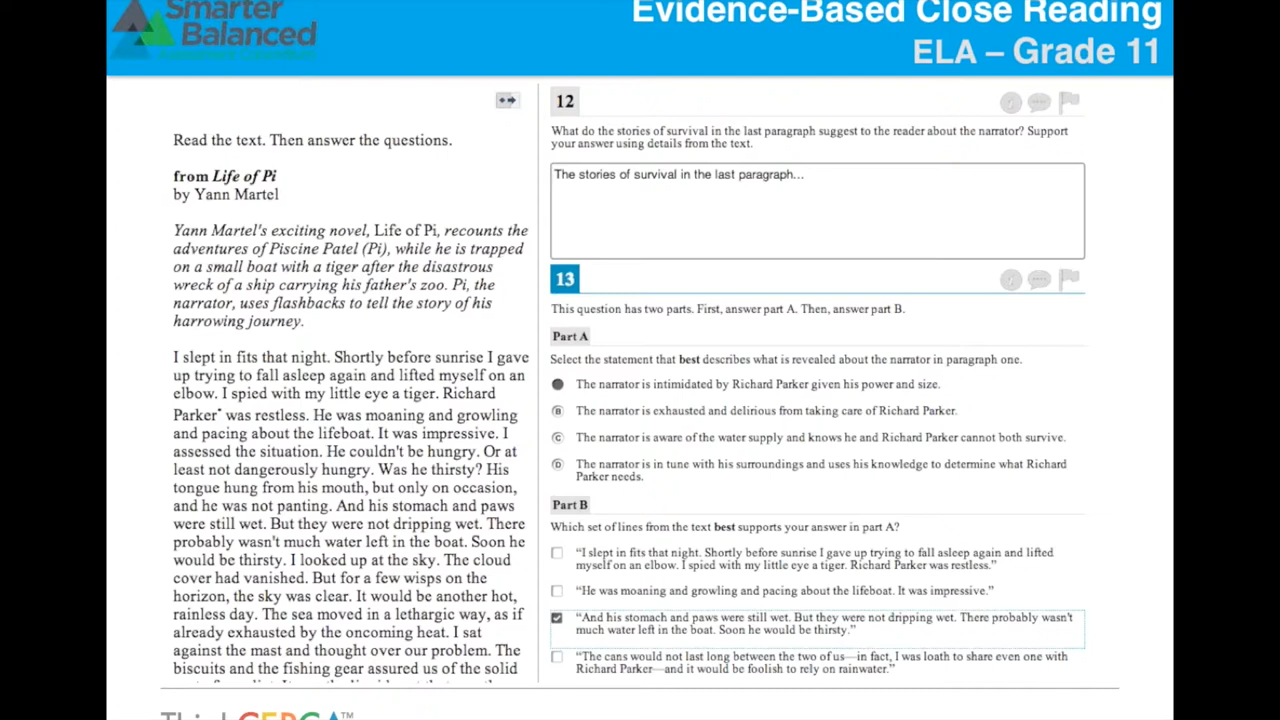 Smarter
Balanced
Evidence-Based Close Reading
ELA – Grade 11
Read the text. Then answer the questions.
from Life of Pi
by Yann Martel
Yann Martel's exciting novel, Life of Pi, recounts the
adventures of Piscine Patel (Pi), while he is trapped
on a small boat with a tiger after the disastrous
wreck of a ship carrying his father's zoo. Pi, the
narrator, uses flashbacks to tell the story of his
harrowing journey.
I slept in fits that night. Shortly before sunrise I gave
up trying to fall asleep again and lifted myself on an
elbow. I spied with my little eye a tiger. Richard
Parker* was restless. He was moaning and growling
and pacing about the lifeboat. It was impressive. I
assessed the situation. He couldn't be hungry. Or at
least not dangerously hungry. Was he thirsty? His
tongue hung from his mouth, but only on occasion,
and he was not panting. And his stomach and paws
were still wet. But they were not dripping wet. There
probably wasn't much water left in the boat. Soon he
would be thirsty. I looked up at the sky. The cloud
cover had vanished. But for a few wisps on the
horizon, the sky was clear. It would be another hot,
rainless day. The sea moved in a lethargic way, as if
already exhausted by the oncoming heat. I sat
against the mast and thought over our problem. The
biscuits and the fishing gear assured us of the solid
12
What do the stories of survival in the last paragraph suggest to the reader about the narrator? Support
your answer using details from the text.
The stories of survival in the last paragraph...
13
This question has two parts. First, answer part A. Then, answer part B.
Part A
Select the statement that best describes what is revealed about the narrator in paragraph one.
The narrator is intimidated by Richard Parker given his power and size.
B The narrator is exhausted and delirious from taking care of Richard Parker.
C The narrator is aware of the water supply and knows he and Richard Parker cannot both survive.
D The narrator is in tune with his surroundings and uses his knowledge to determine what Richard
Parker needs.
Part B
Which set of lines from the text best supports your answer in part A?
“I slept in fits that night. Shortly before sunrise I gave up trying to fall asleep again and lifted
myself on an elbow. I spied with my little eye a tiger. Richard Parker was restless.”
“He was moaning and growling and pacing about the lifeboat. It was impressive.”
“And his stomach and paws were still wet. But they were not dripping wet. There probably wasn't
much water left in the boat. Soon he would be thirsty.”
“The cans would not last long between the two of us—in fact, I was loath to share even one with
Richard Parker—and it would be foolish to rely on rainwater.”
ThinkCERCA™